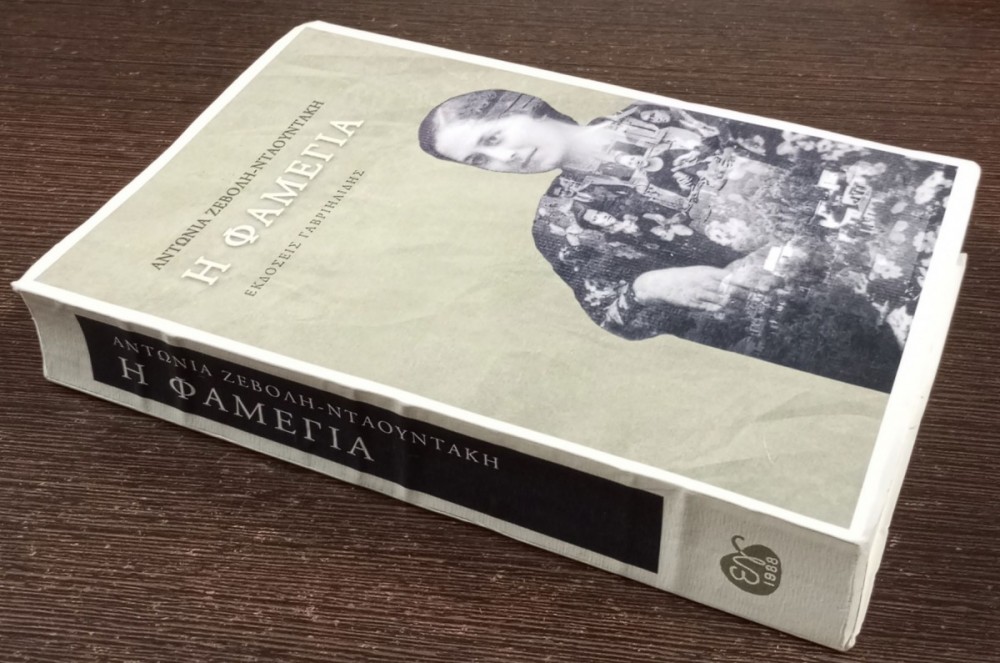 ΑΝΤΩΝΙΑ ΖΕΒΟΛΗ-ΝΤΑΟΥΝΤΑΚΗ
Η ΦΑΜΕΓΙΑ
ΕΚΔΟΣΕΙΣ ΓΑΒΡΙΗΛΙΔΗΣ
ΑΝΤΩΝΙΑ ΖΕΒΟΛΗ-ΝΤΑΟΥΝΤΑΚΗ
Η ΦΑΜΕΓΙΑ
1988